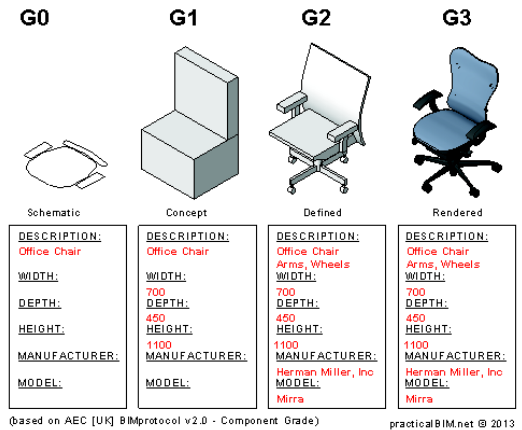 G0 G1 G2 G3
Schematic Concept Defined Rendered
DESCRIPTION:
Office Chair
WIDTH:
DEPTH:
HEIGHT:
MANUFACTURER:
MODEL:
DESCRIPTION:
Office Chair
WIDTH:
700
DEPTH:
450
HEIGHT:
1100
MANUFACTURER:
MODEL:
DESCRIPTION:
Office Chair
Arms, Wheels
WIDTH:
700
DEPTH:
450
HEIGHT:
1100
MANUFACTURER:
Herman Miller, Inc
MODEL:
Mirra
DESCRIPTION:
Office Chair
Arms, Wheels
WIDTH:
700
DEPTH:
450
HEIGHT:
1100
MANUFACTURER:
Herman Miller, Inc
MODEL:
Mirra
(based on AEC [UK] BIMprotocol v2.0 - Component Grade) practicalBIM.net © 2013